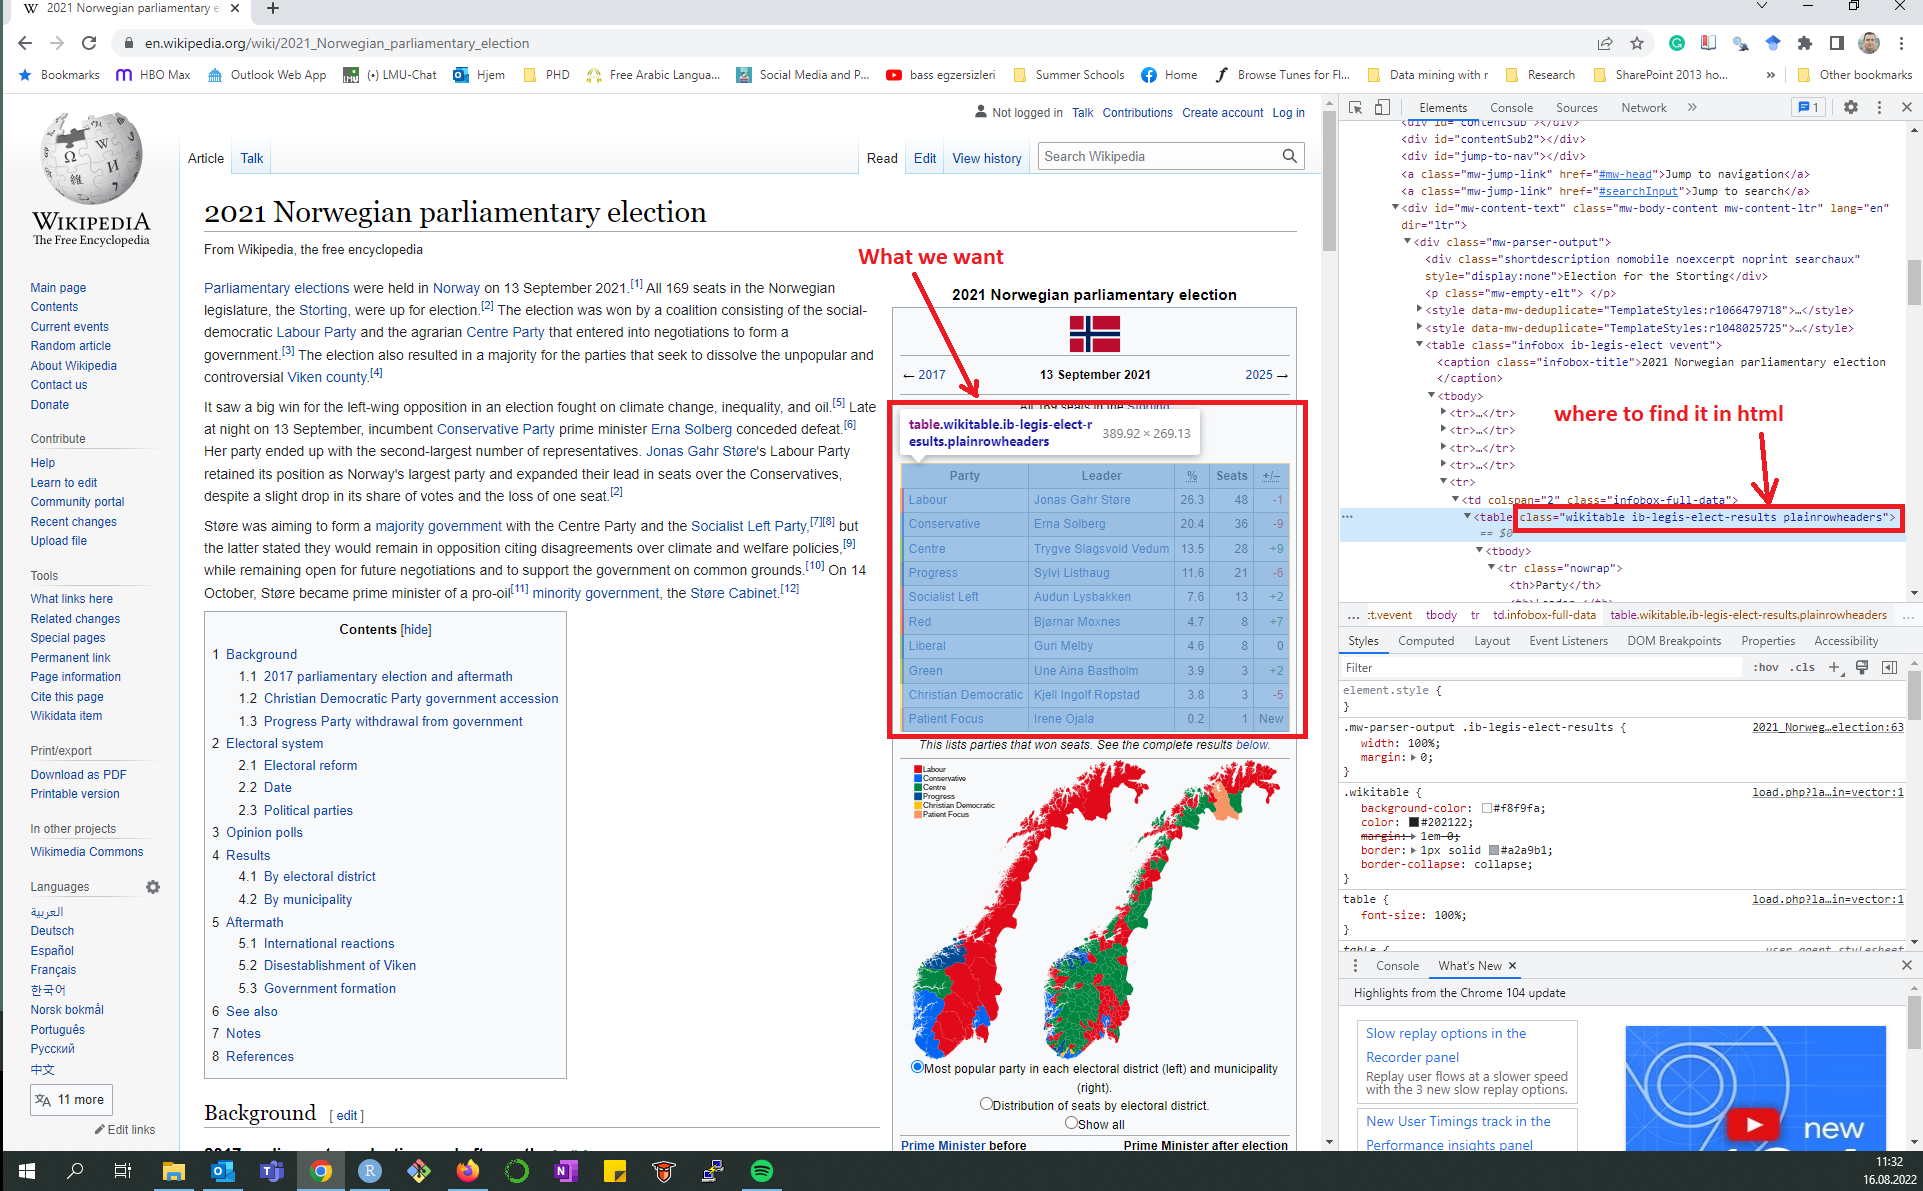 2021 Norwegian parliamentary e
en.wikipedia.org/wiki/2021_Norwegian_parliamentary_election
Bookmarks HBO Max Outlook Web App LMU (•) LMU-Chat Hjem PHD Free Arabic Langua... Social Media and P... bass egzersizleri Summer Schools Home Browse Tunes for Fl... Data mining with r Research SharePoint 2013 ho... » Other bookmarks
Not logged in Talk Contributions Create account Log in
Article Talk Read Edit View history Search Wikipedia
WIKIPEDIA
The Free Encyclopedia
Main page
Contents
Current events
Random article
About Wikipedia
Contact us
Donate
Contribute
Help
Learn to edit
Community portal
Recent changes
Upload file
Tools
What links here
Related changes
Special pages
Permanent link
Page information
Cite this page
Wikidata item
Print/export
Download as PDF
Printable version
In other projects
Wikimedia Commons
Languages
العربية
Deutsch
Español
Français
한국어
Norsk bokmål
Português
Русский
中文
11 more
Edit links
2021 Norwegian parliamentary election
From Wikipedia, the free encyclopedia
Parliamentary elections were held in Norway on 13 September 2021.[1] All 169 seats in the Norwegian
legislature, the Storting, were up for election.[2] The election was won by a coalition consisting of the social-
democratic Labour Party and the agrarian Centre Party that entered into negotiations to form a
government.[3] The election also resulted in a majority for the parties that seek to dissolve the unpopular and
controversial Viken county.[4]
It saw a big win for the left-wing opposition in an election fought on climate change, inequality, and oil.[5] Late
at night on 13 September, incumbent Conservative Party prime minister Erna Solberg conceded defeat.[6]
Her party ended up with the second-largest number of representatives. Jonas Gahr Støre's Labour Party
retained its position as Norway's largest party and expanded their lead in seats over the Conservatives,
despite a slight drop in its share of votes and the loss of one seat.[2]
Støre was aiming to form a majority government with the Centre Party and the Socialist Left Party,[7][8] but
the latter stated they would remain in opposition citing disagreements over climate and welfare policies,[9]
while remaining open for future negotiations and to support the government on common grounds.[10] On 14
October, Støre became prime minister of a pro-oil[11] minority government, the Støre Cabinet.[12]
Contents [hide]
1 Background
1.1 2017 parliamentary election and aftermath
1.2 Christian Democratic Party government accession
1.3 Progress Party withdrawal from government
2 Electoral system
2.1 Electoral reform
2.2 Date
2.3 Political parties
3 Opinion polls
4 Results
4.1 By electoral district
4.2 By municipality
5 Aftermath
5.1 International reactions
5.2 Disestablishment of Viken
5.3 Government formation
6 See also
7 Notes
8 References
Background [ edit ]
What we want
2021 Norwegian parliamentary election
← 2017 13 September 2021 2025 →
All 169 seats in the Storting
table.wikitable.ib-legis-elect-r
esults.plainrowheaders 389.92 × 269.13
Party Leader % Seats +/–
Labour Jonas Gahr Støre 26.3 48 -1
Conservative Erna Solberg 20.4 36 -9
Centre Trygve Slagsvold Vedum 13.5 28 +9
Progress Sylvi Listhaug 11.6 21 -6
Socialist Left Audun Lysbakken 7.6 13 +2
Red Bjørnar Moxnes 4.7 8 +7
Liberal Guri Melby 4.6 8 0
Green Une Aina Bastholm 3.9 3 +2
Christian Democratic Kjell Ingolf Ropstad 3.8 3 -5
Patient Focus Irene Ojala 0.2 1 New
This lists parties that won seats. See the complete results below.
Labour
Conservative
Centre
Progress
Christian Democratic
Patient Focus
Most popular party in each electoral district (left) and municipality
(right).
Distribution of seats by electoral district.
Show all
Prime Minister before Prime Minister after election
Elements Console Sources Network » 1
<div id="contentSub"></div>
<div id="contentSub2"></div>
<div id="jump-to-nav"></div>
<a class="mw-jump-link" href="#mw-head">Jump to navigation</a>
<a class="mw-jump-link" href="#searchInput">Jump to search</a>
<div id="mw-content-text" class="mw-body-content mw-content-ltr" lang="en"
dir="ltr">
<div class="mw-parser-output">
<div class="shortdescription nomobile noexcerpt noprint searchaux"
style="display:none">Election for the Storting</div>
<p class="mw-empty-elt"> </p>
<style data-mw-deduplicate="TemplateStyles:r1066479718">…</style>
<style data-mw-deduplicate="TemplateStyles:r1048025725">…</style>
<table class="infobox ib-legis-elect vevent">
<caption class="infobox-title">2021 Norwegian parliamentary election
</caption>
<tbody>
<tr>…</tr>
<tr>…</tr>
<tr>…</tr>
<tr>…</tr>
where to find it in html
<tr>
<td colspan="2" class="infobox-full-data">
<table class="wikitable ib-legis-elect-results plainrowheaders">
== $0
<tbody>
<tr class="nowrap">
<th>Party</th>
... ct.vevent tbody tr td.infobox-full-data table.wikitable.ib-legis-elect-results.plainrowheaders ...
Styles Computed Layout Event Listeners DOM Breakpoints Properties Accessibility
Filter :hov .cls +
element.style {
}
.mw-parser-output .ib-legis-elect-results { 2021_Norweg…election:63
width: 100%;
margin: 0;
}
.wikitable { load.php?la…in=vector:1
background-color: #f8f9fa;
color: #202122;
margin: 1em 0;
border: 1px solid #a2a9b1;
border-collapse: collapse;
}
table { load.php?la…in=vector:1
font-size: 100%;
}
table { user agent stylesheet
Console What's New
Highlights from the Chrome 104 update
Slow replay options in the
Recorder panel
Replay user flows at a slower speed
with the 3 new slow replay options.
New User Timings track in the
Performance insights panel
new
11:32
16.08.2022